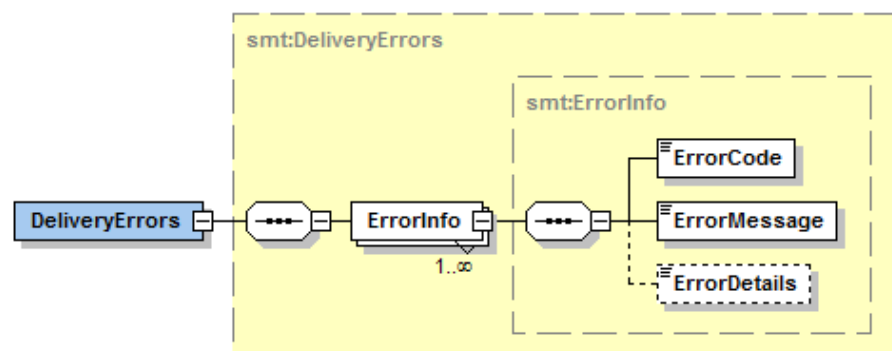 smt:DeliveryErrors
smt:ErrorInfo
ErrorCode
DeliveryErrors
ErrorInfo
ErrorMessage
1..∞
ErrorDetails